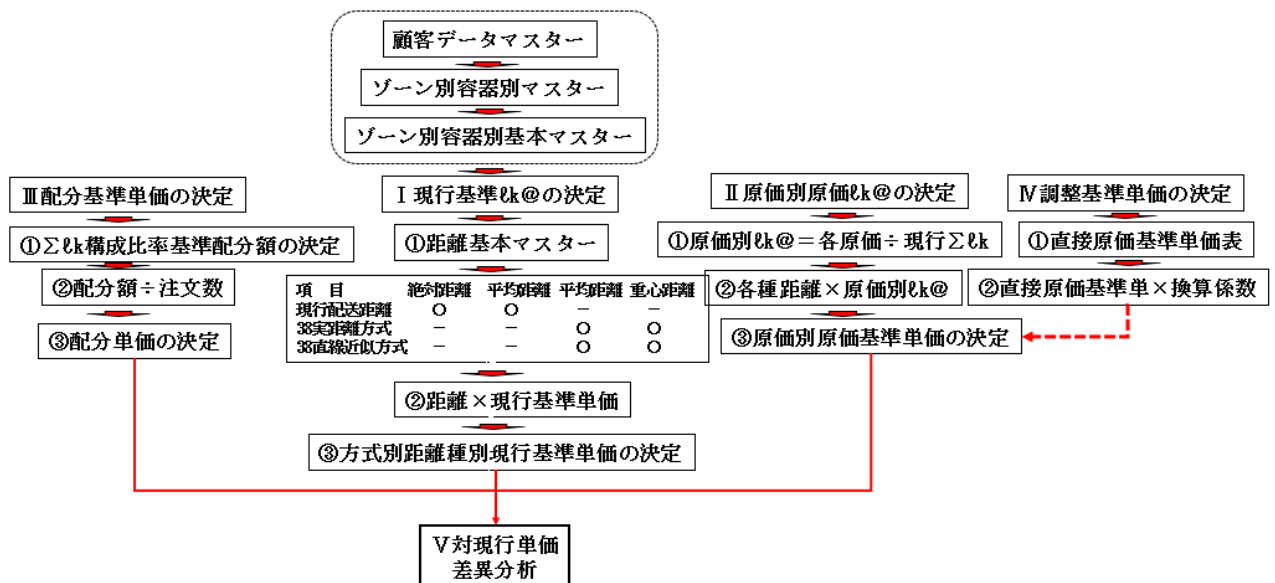 顧客データマスター
ゾーン別容器別マスター
ゾーン別容器別基本マスター
Ⅲ配分基準単価の決定
①Σℓk構成比率基準配分額の決定
②配分額÷注文数
③配分単価の決定
Ⅰ現行基準ℓk@の決定
①距離基本マスター
項　目　絶対距離　平均距離　平均距離　重心距離
現行配送距離　○　○　－　－
38実距離方式　－　－　○　○
38直線近似方式　－　－　○　○
②距離×現行基準単価
③方式別距離種別現行基準単価の決定
Ⅱ原価別原価ℓk@の決定
①原価別ℓk@＝各原価÷現行Σℓk
②各種距離×原価別ℓk@
③原価別原価基準単価の決定
Ⅳ調整基準単価の決定
①直接原価基準単価表
②直接原価基準単×換算係数
Ⅴ対現行単価
差異分析